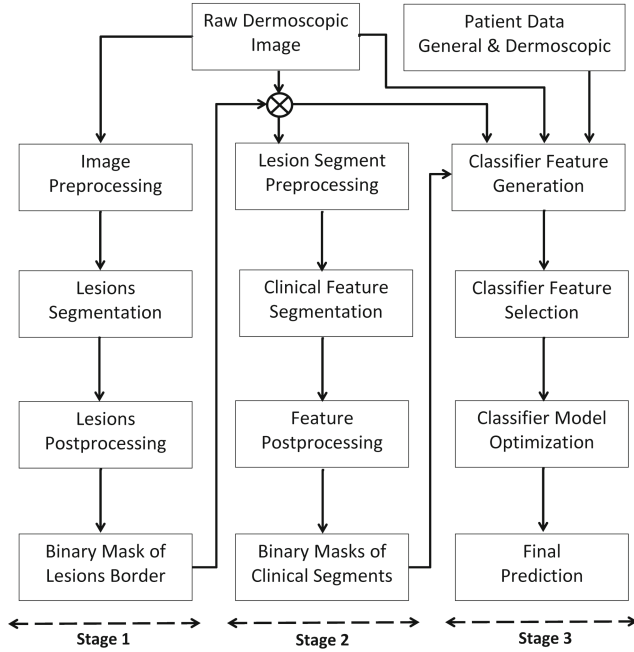 Raw Dermoscopic
Image
Patient Data
General & Dermoscopic
Image
Preprocessing
Lesions
Segmentation
Lesions
Postprocessing
Binary Mask of
Lesions Border
Lesion Segment
Preprocessing
Clinical Feature
Segmentation
Feature
Postprocessing
Binary Masks of
Clinical Segments
Classifier Feature
Generation
Classifier Feature
Selection
Classifier Model
Optimization
Final
Prediction
Stage 1
Stage 2
Stage 3